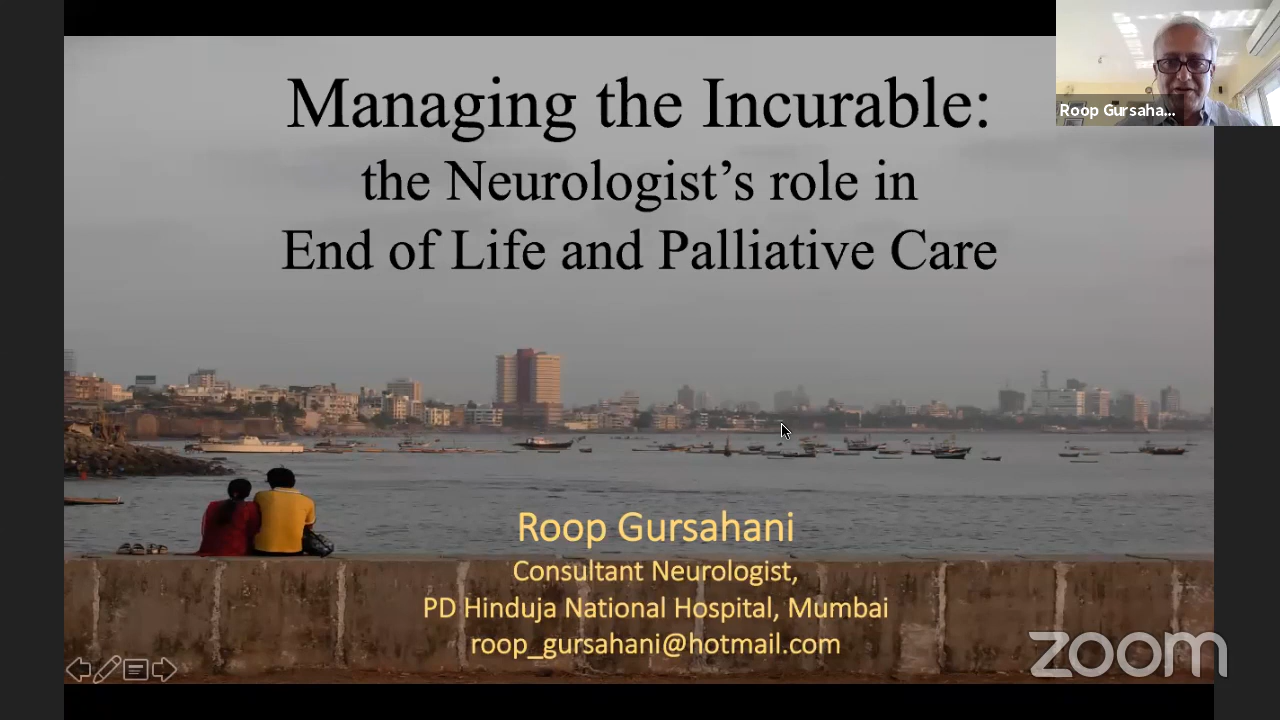 Managing the Incurable:
the Neurologist’s role in
End of Life and Palliative Care
Roop Gursaha...
Roop Gursahani
Consultant Neurologist,
PD Hinduja National Hospital, Mumbai
roop_gursahani@hotmail.com
zoom